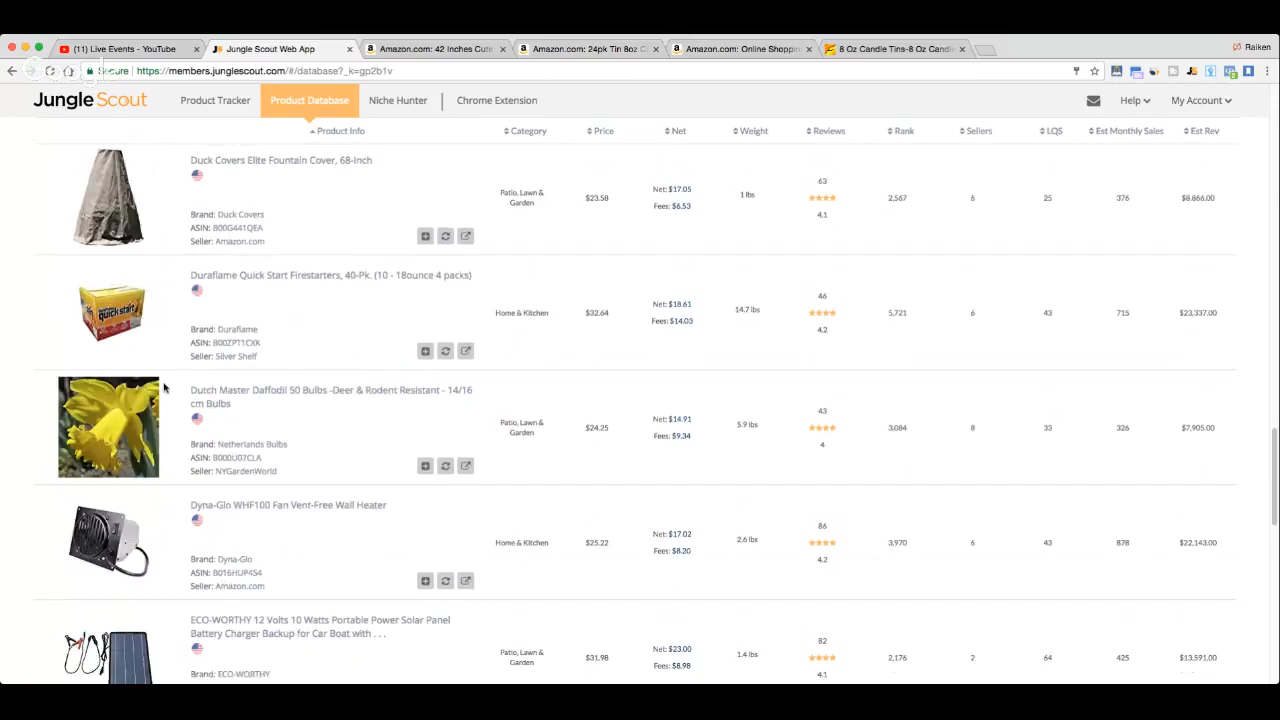 (11) Live Events - YouTube
Jungle Scout Web App
Amazon.com: 42 Inches Cute
Amazon.com: 24pk Tin 8oz C
Amazon.com: Online Shoppin
8 Oz Candle Tins-8 Oz Candle
Raiken
Secure https://members.junglescout.com/#/database?_k=gp2b1v
Jungle Scout
Product Tracker
Product Database
Niche Hunter
Chrome Extension
Help
My Account
Product Info Category Price Net Weight Reviews Rank Sellers LQS Est Monthly Sales Est Rev
Duck Covers Elite Fountain Cover, 68-Inch
Brand: Duck Covers
ASIN: B00G441QEA
Seller: Amazon.com
Patio, Lawn &
Garden
$23.58
Net: $17.05
Fees: $6.53
1 lbs
63
4.1
2,567
25
376
$8,866.00
Duraflame Quick Start Firestarters, 40-Pk. (10 - 18ounce 4 packs)
quick start
Brand: Duraflame
ASIN: B00ZPT1CXK
Seller: Silver Shelf
Home & Kitchen
$32.64
Net: $18.61
Fees: $14.03
14.7 lbs
46
4.2
5,721
6
43
715
$23,337.00
Dutch Master Daffodil 50 Bulbs -Deer & Rodent Resistant - 14/16
cm Bulbs
Brand: Netherlands Bulbs
ASIN: B000U07CLA
Seller: NYGardenWorld
Patio, Lawn &
Garden
$24.25
Net: $14.91
Fees: $9.34
5.9 lbs
43
4
3,084
8
33
326
$7,905.00
Dyna-Glo WHF100 Fan Vent-Free Wall Heater
Brand: Dyna-Glo
ASIN: B016HUP4S4
Seller: Amazon.com
Home & Kitchen
$25.22
Net: $17.02
Fees: $8.20
2.6 lbs
86
4.2
3,970
6
43
878
$22,143.00
ECO-WORTHY 12 Volts 10 Watts Portable Power Solar Panel
Battery Charger Backup for Car Boat with . . .
Brand: ECO-WORTHY
Patio, Lawn &
Garden
$31.98
Net: $23.00
Fees: $8.98
1.4 lbs
82
4.1
2,176
2
64
425
$13,591.00